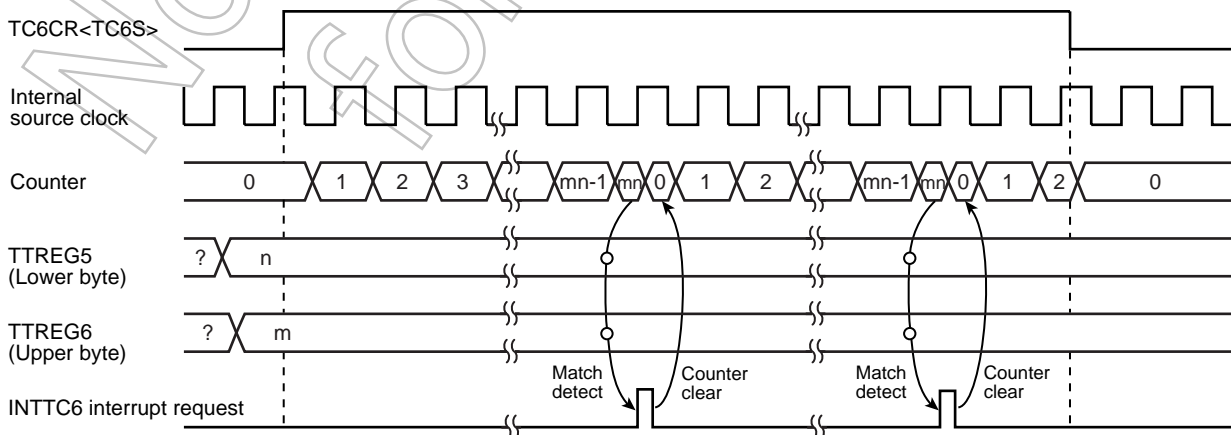 TC6CR<TC6S>
Internal
source clock
Counter
0 1 2 3 mn-1 mn 0 1 2 mn-1 mn 0 1 2 0
TTREG5
(Lower byte)
? n
TTREG6
(Upper byte)
? m
Match
detect
Counter
clear
Match
detect
Counter
clear
INTTC6 interrupt request